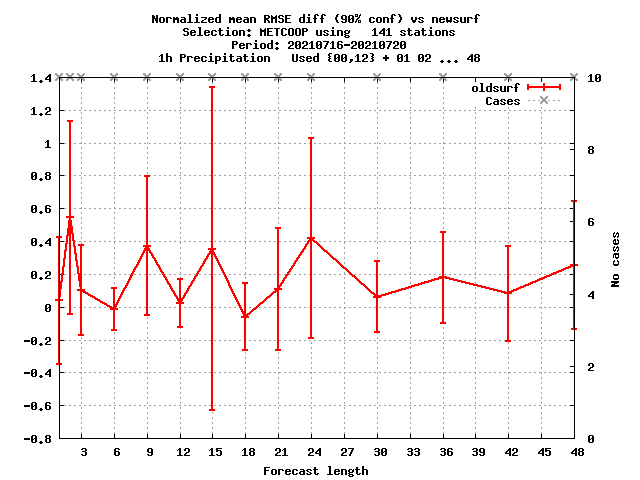 Normalized mean RMSE diff (90% conf) vs newsurf
Selection: METCOOP using   141 stations
Period: 20210716-20210720
1h Precipitation   Used {00,12} + 01 02 ... 48
oldsurf
Cases
1.4
1.2
1
0.8
0.6
0.4
0.2
0
-0.2
-0.4
-0.6
-0.8
10
8
6
4
2
0
No cases
3 6 9 12 15 18 21 24 27 30 33 36 39 42 45 48
Forecast length